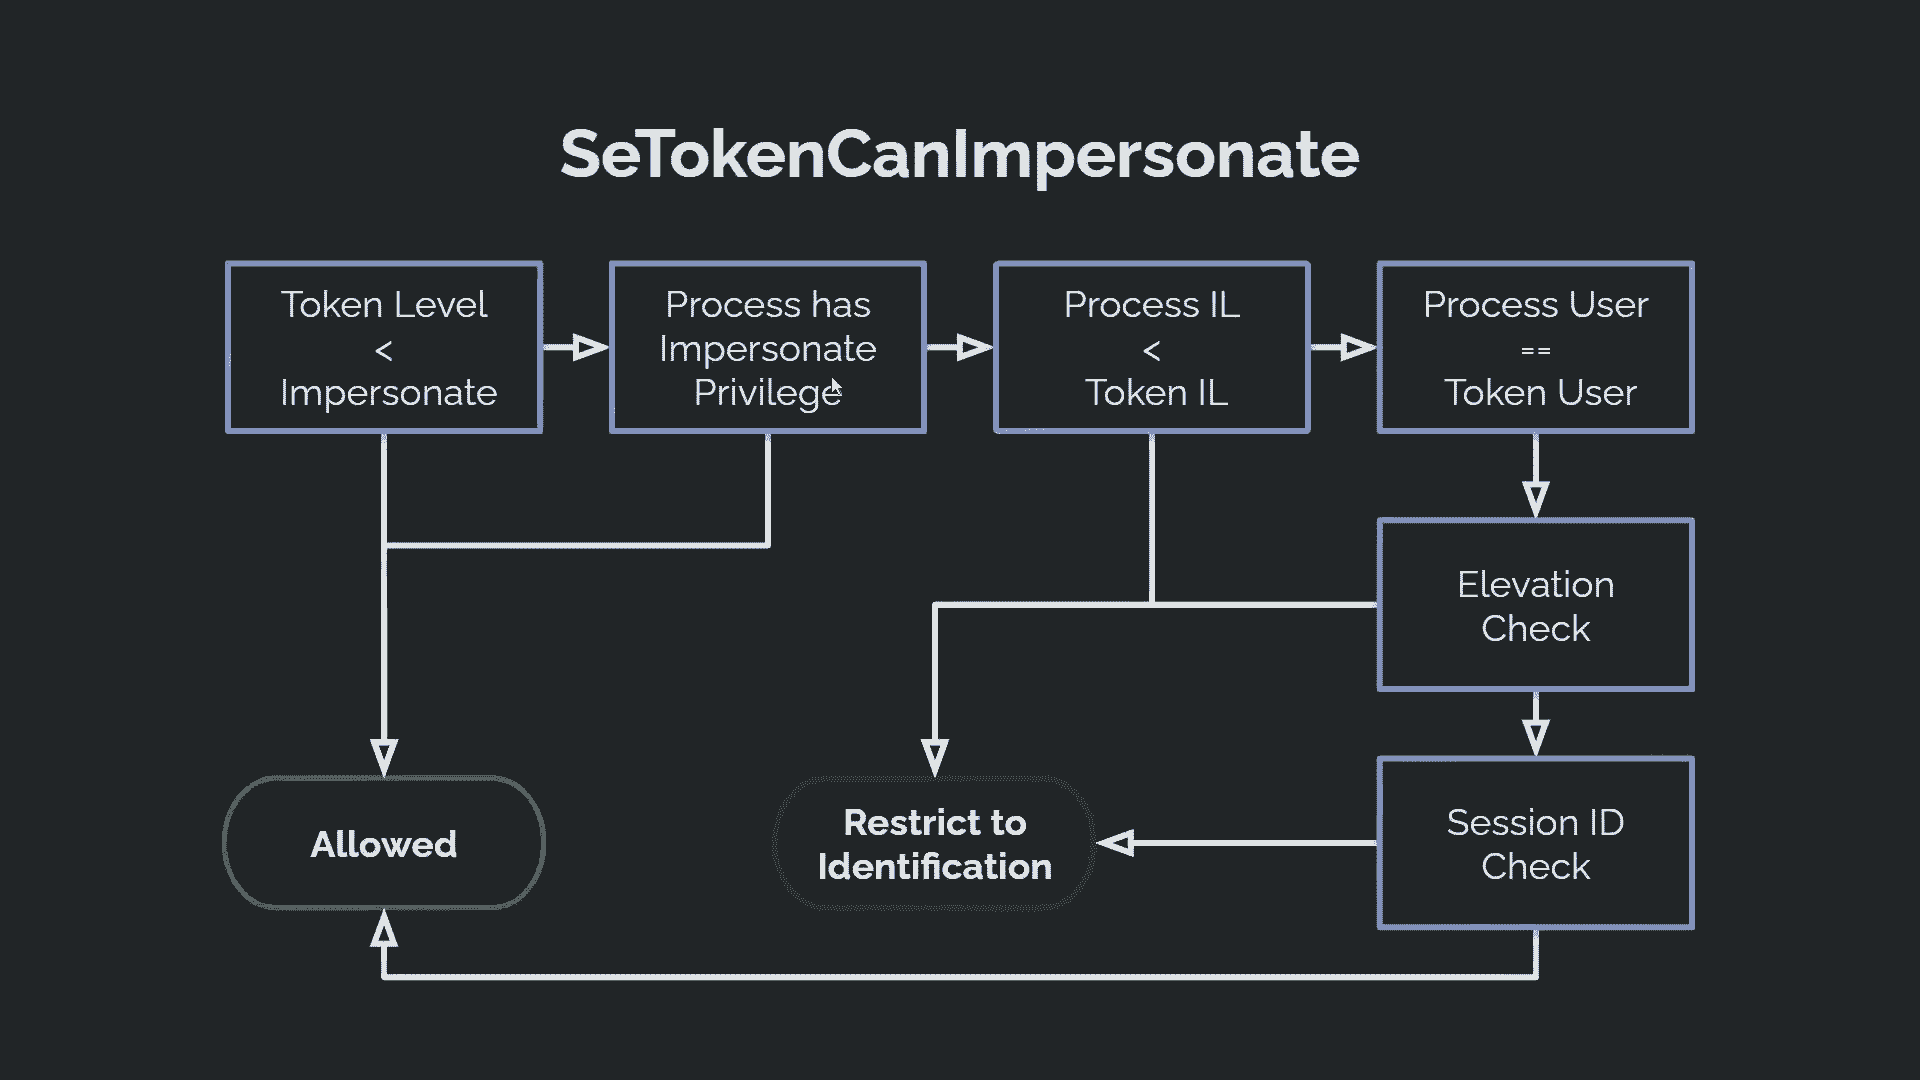 SeTokenCanImpersonate
Token Level
<
Impersonate
Process has
Impersonate
Privilege
Process IL
<
Token IL
Process User
==
Token User
Elevation
Check
Session ID
Check
Allowed
Restrict to
Identification